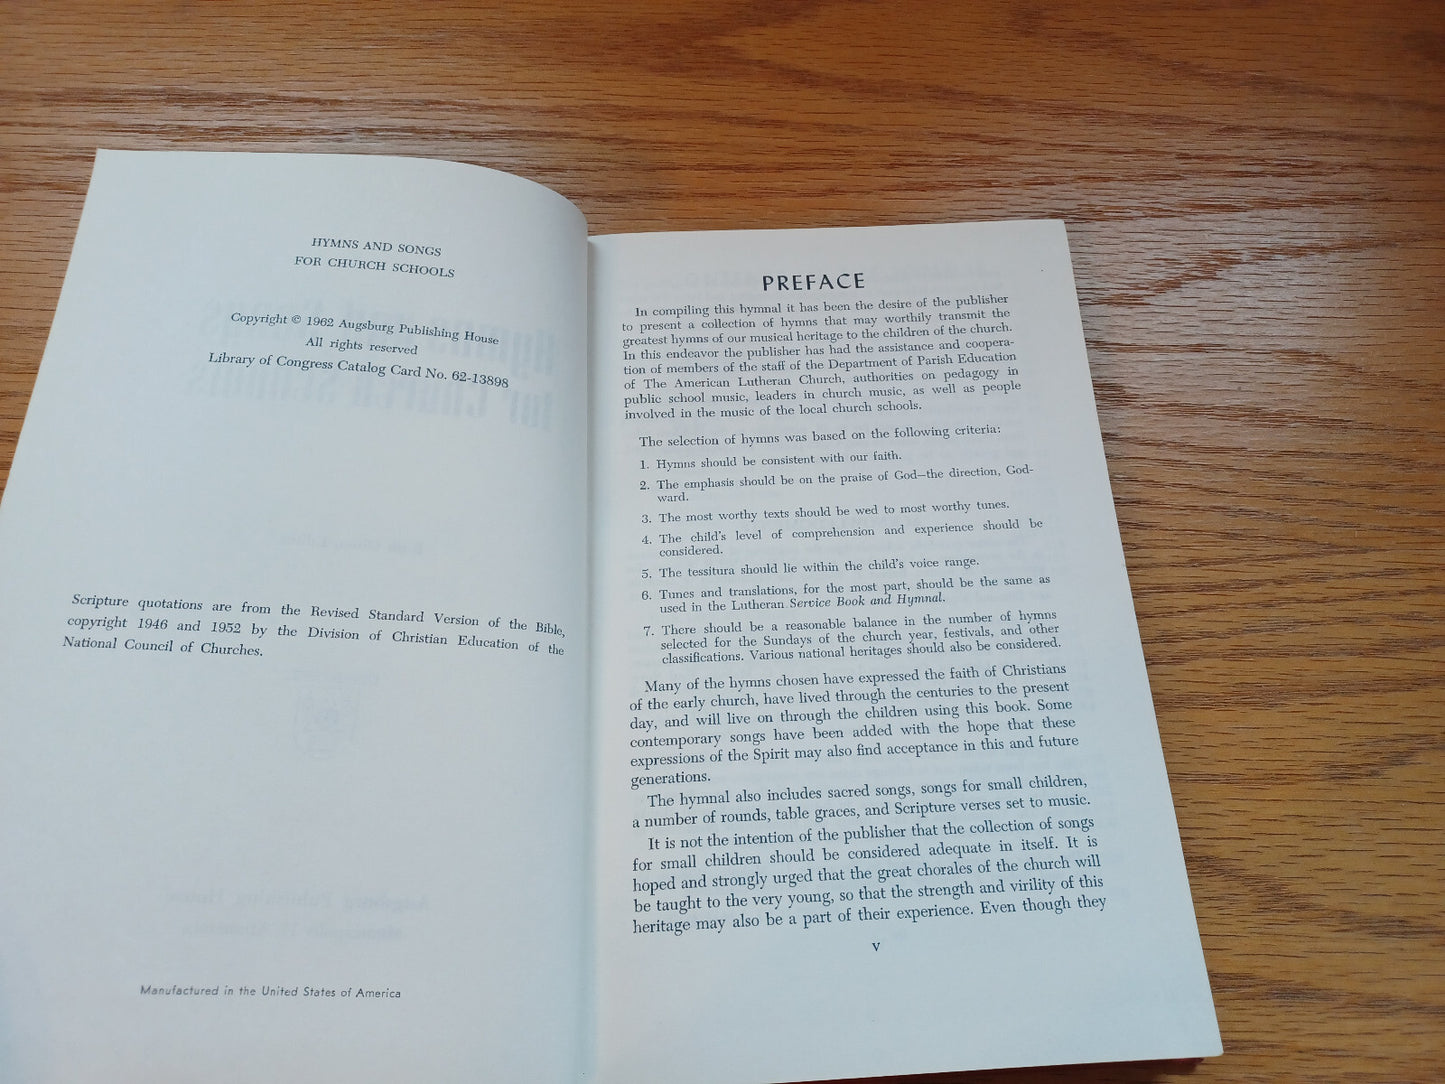 HYMNS AND SONGS
FOR CHURCH SCHOOLS
Copyright © 1962 Augsburg Publishing House
All rights reserved
Library of Congress Catalog Card No. 62-13898
Scripture quotations are from the Revised Standard Version of the Bible,
copyright 1946 and 1952 by the Division of Christian Education of the
National Council of Churches.
Manufactured in the United States of America
PREFACE
In compiling this hymnal it has been the desire of the publisher
to present a collection of hymns that may worthily transmit the
greatest hymns of our musical heritage to the children of the church.
In this endeavor the publisher has had the assistance and coopera-
tion of members of the staff of the Department of Parish Education
of The American Lutheran Church, authorities on pedagogy in
public school music, leaders in church music, as well as people
involved in the music of the local church schools.
The selection of hymns was based on the following criteria:
1. Hymns should be consistent with our faith.
2. The emphasis should be on the praise of God—the direction, God-
ward.
3. The most worthy texts should be wed to most worthy tunes.
4. The child's level of comprehension and experience should be
considered.
5. The tessitura should lie within the child's voice range.
6. Tunes and translations, for the most part, should be the same as
used in the Lutheran Service Book and Hymnal.
7. There should be a reasonable balance in the number of hymns
selected for the Sundays of the church year, festivals, and other
classifications. Various national heritages should also be considered.
Many of the hymns chosen have expressed the faith of Christians
of the early church, have lived through the centuries to the present
day, and will live on through the children using this book. Some
contemporary songs have been added with the hope that these
expressions of the Spirit may also find acceptance in this and future
generations.
The hymnal also includes sacred songs, songs for small children,
a number of rounds, table graces, and Scripture verses set to music.
It is not the intention of the publisher that the collection of songs
for small children should be considered adequate in itself. It is
hoped and strongly urged that the great chorales of the church will
be taught to the very young, so that the strength and virility of this
heritage may also be a part of their experience. Even though they
V